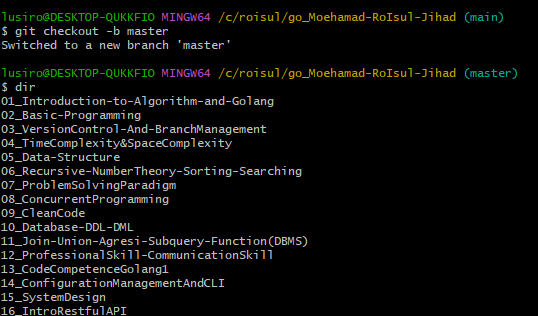 lusiro@DESKTOP-QUKKFIO MINGW64 /c/roisul/go_Moehamad-RoIsul-Jihad (main)
$ git checkout -b master
Switched to a new branch 'master'
lusiro@DESKTOP-QUKKFIO MINGW64 /c/roisul/go_Moehamad-RoIsul-Jihad (master)
$ dir
01_Introduction-to-Algorithm-and-Golang
02_Basic-Programming
03_VersionControl-And-BranchManagement
04_TimeComplexity&SpaceComplexity
05_Data-Structure
06_Recursive-NumberTheory-Sorting-Searching
07_ProblemSolvingParadigm
08_ConcurrentProgramming
09_CleanCode
10_Database-DDL-DML
11_Join-Union-Agresi-Subquery-Function(DBMS)
12_ProfessionalSkill-CommunicationSkill
13_CodeCompetenceGolang1
14_ConfigurationManagementAndCLI
15_SystemDesign
16_IntroRestfulAPI